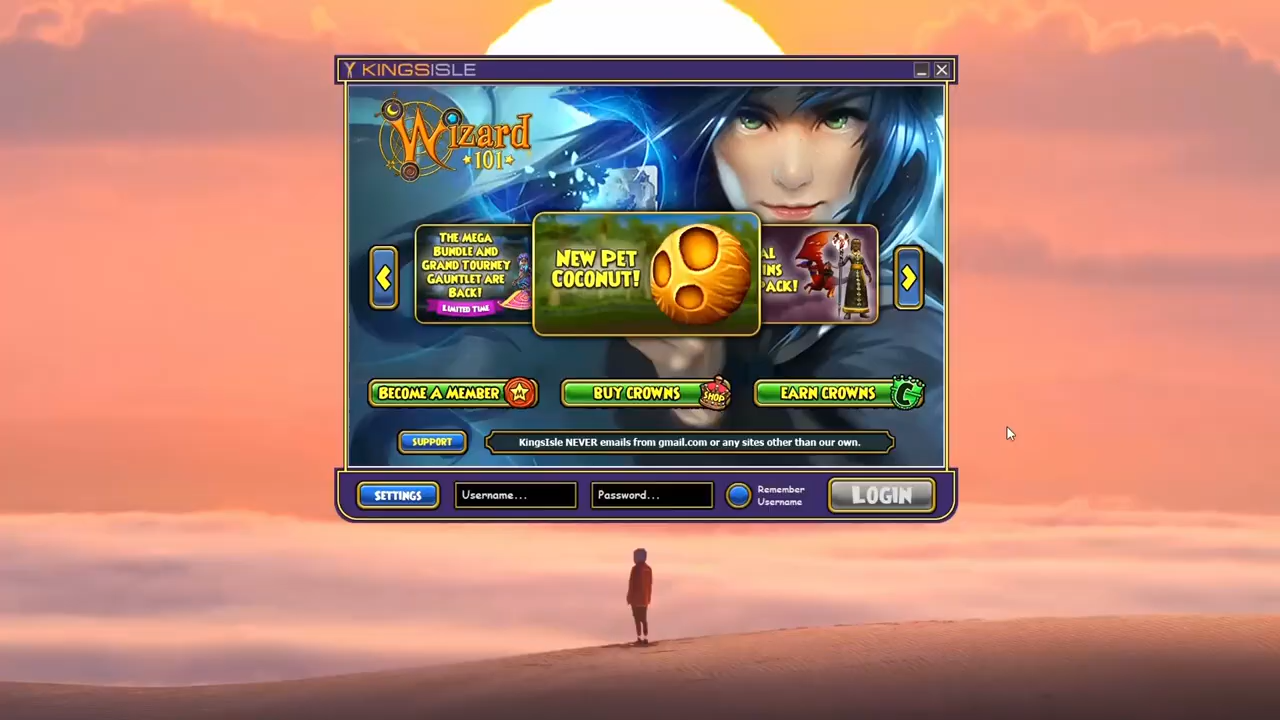 KINGSISLE
Wizard
101
THE MEGA
BUNDLE AND
GRAND TOURNEY
GAUNTLET ARE
BACK!
LIMITED TIME
NEW PET
COCONUT!
PACK!
BECOME A MEMBER
BUY CROWNS
SHOP
EARN CROWNS
SUPPORT
KingsIsle NEVER emails from gmail.com or any sites other than our own.
SETTINGS
Username...
Password...
Remember
Username
LOGIN